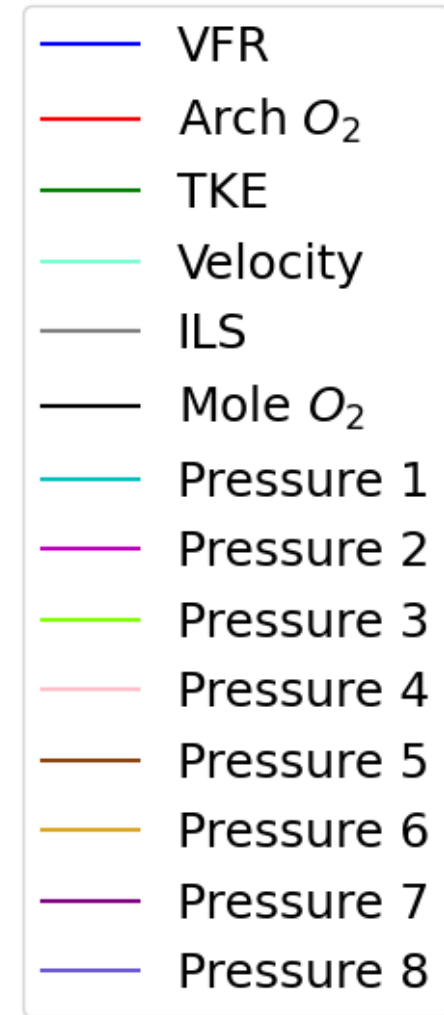 VFR
Arch O₂
TKE
Velocity
ILS
Mole O₂
Pressure 1
Pressure 2
Pressure 3
Pressure 4
Pressure 5
Pressure 6
Pressure 7
Pressure 8